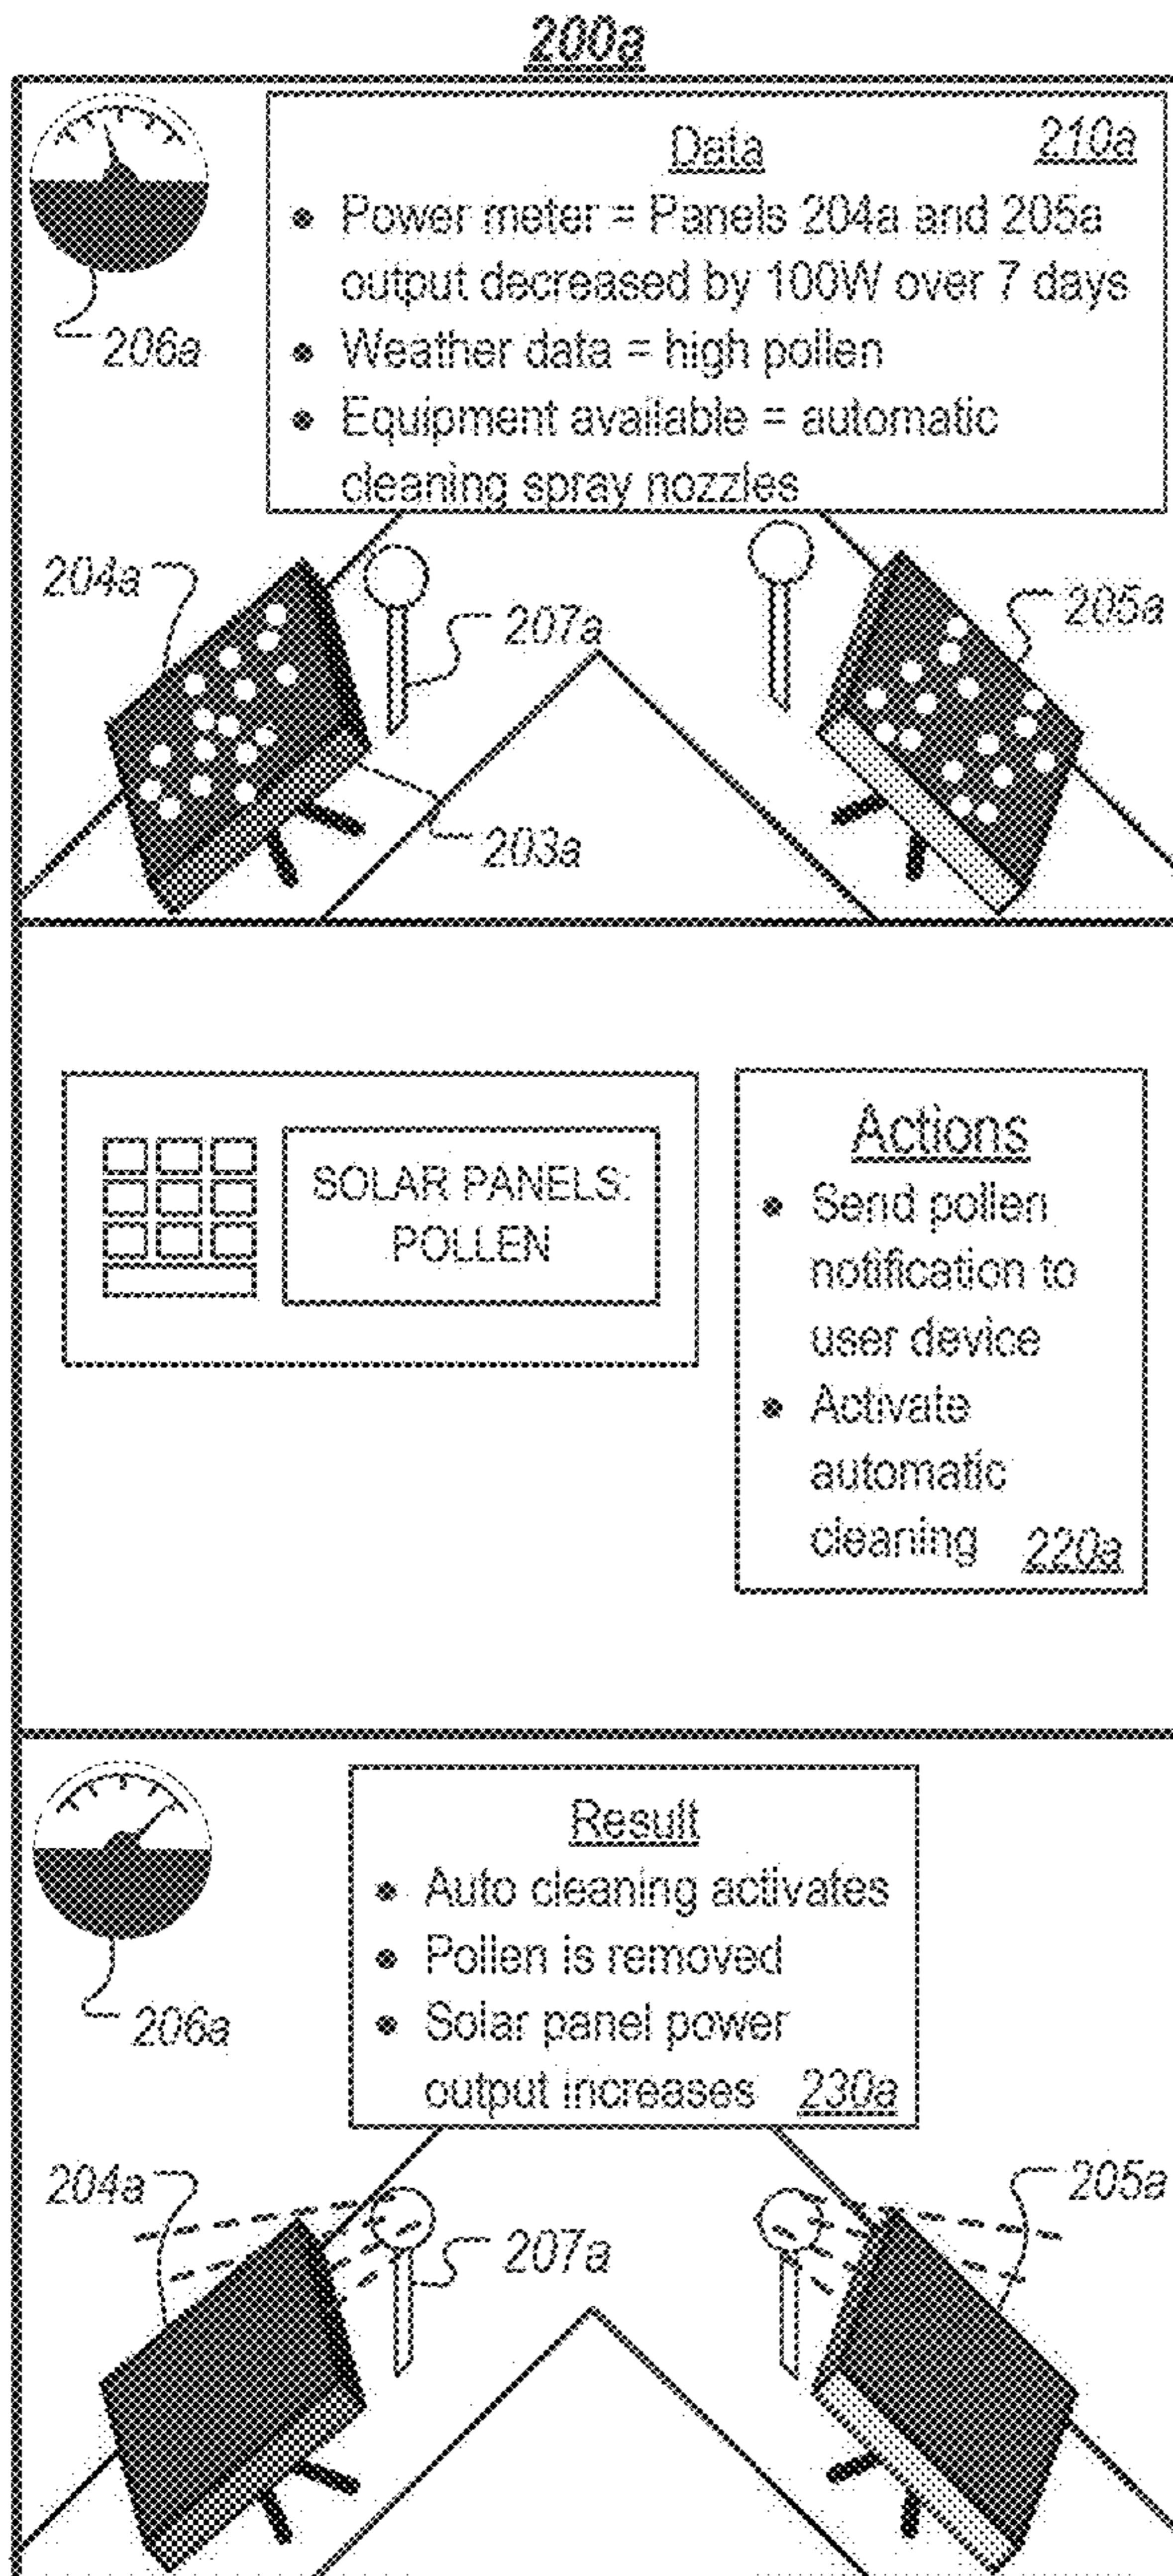 200a
Data
210a
• Power meter = Panels 204a and 205a
output decreased by 100W over 7 days
• Weather data = high pollen
• Equipment available = automatic
cleaning spray nozzles
206a
204a
207a
205a
203a
SOLAR PANELS:
POLLEN
Actions
• Send pollen
notification to
user device
• Activate
automatic
cleaning
220a
Result
• Auto cleaning activates
• Pollen is removed
• Solar panel power
output increases 230a
206a
204a
207a
205a